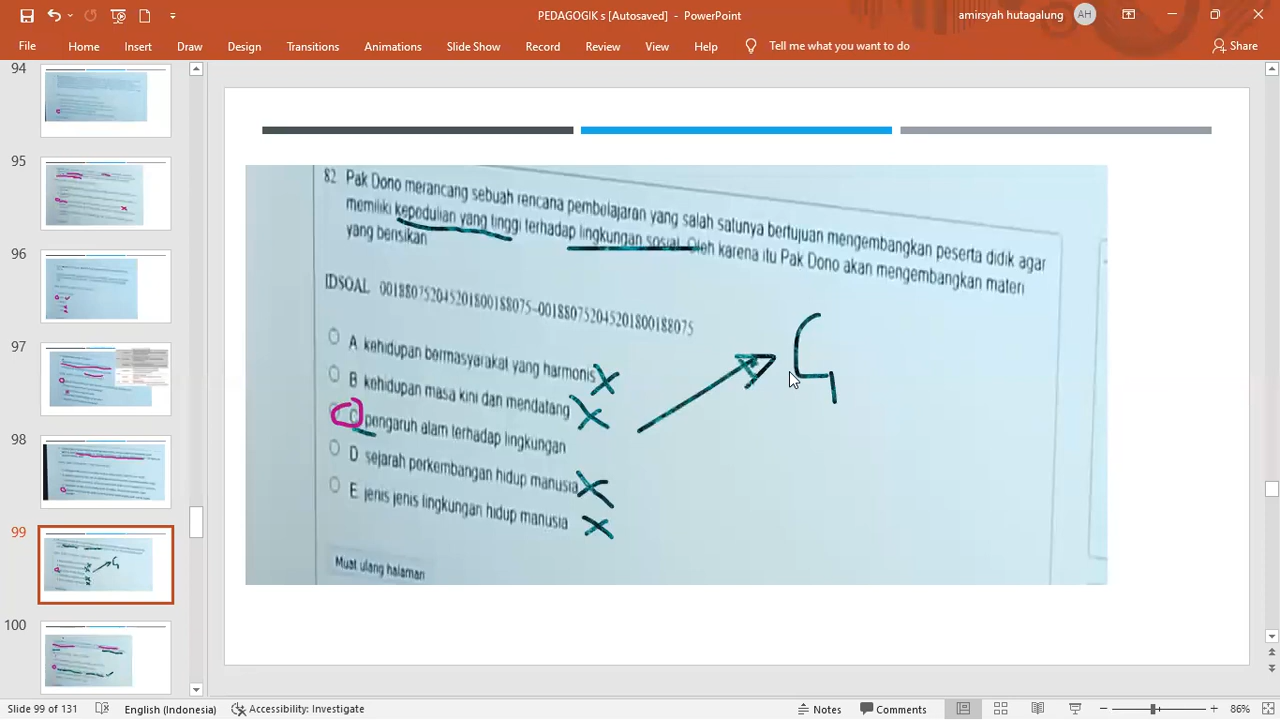 PEDAGOGIK s [Autosaved] - PowerPoint
amirsyah hutagalung AH
File Home Insert Draw Design Transitions Animations Slide Show Record Review View Help Tell me what you want to do Share
94
95
96
97
98
99
100
82 Pak Dono merancang sebuah rencana pembelajaran yang salah satunya bertujuan mengembangkan peserta didik agar
memiliki kepedulian yang tinggi terhadap lingkungan sosial. Oleh karena itu Pak Dono akan mengembangkan materi
yang berisikan
IDSOAL 001880752045201800188075-001880752045201800188075
A kehidupan bermasyarakat yang harmonis
B kehidupan masa kini dan mendatang
C pengaruh alam terhadap lingkungan
D sejarah perkembangan hidup manusia
E jenis jenis lingkungan hidup manusia
Muat ulang halaman
Slide 99 of 131 English (Indonesia) Accessibility: Investigate Notes Comments 86%